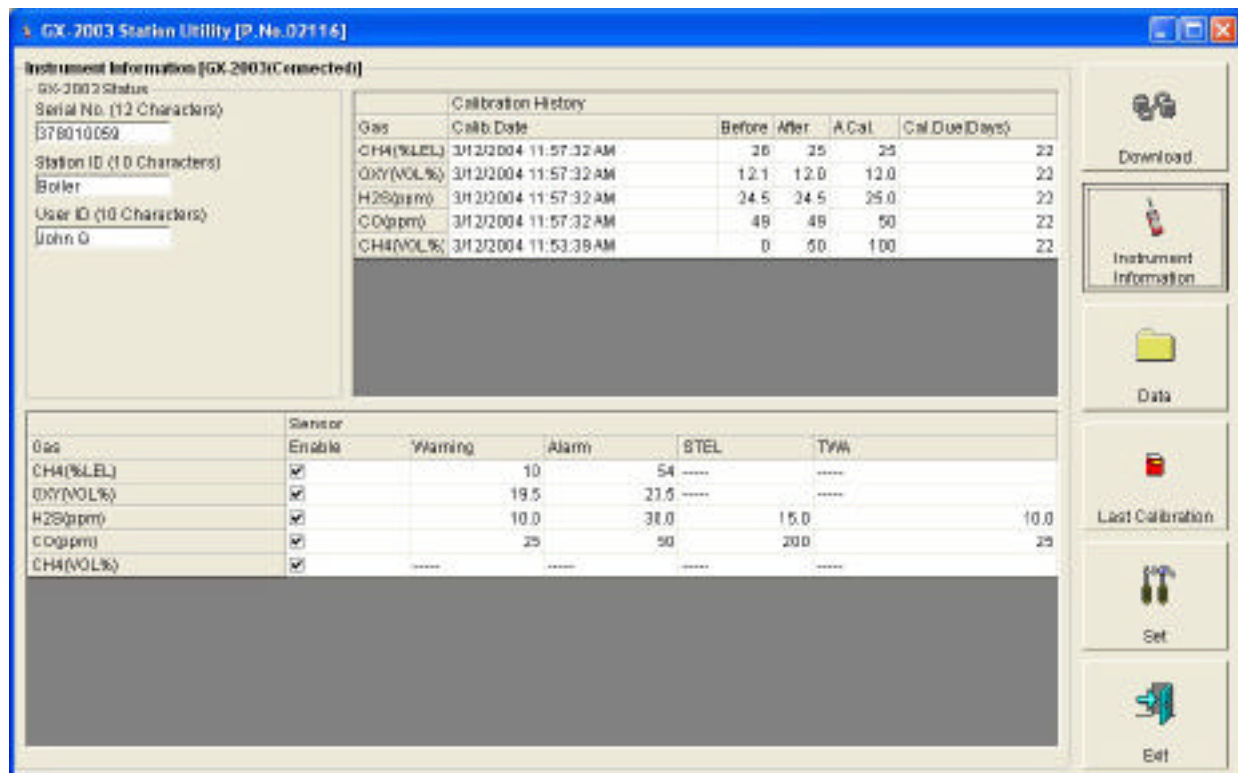 GX-2003 Station Utility [P.No.02116]
Instrument Information [GX-2003(Connected)]
GX-2003 Status
Serial No. (12 Characters)
378010059
Station ID (10 Characters)
Boiler
User ID (10 Characters)
John Q
Calibration History
Gas Calib.Date Before After A.Cal. Cal.Due(Days)
CH4(%LEL) 3/12/2004 11:57:32 AM 26 25 25 22
OXY(VOL%) 3/12/2004 11:57:32 AM 12.1 12.0 12.0 22
H2S(ppm) 3/12/2004 11:57:32 AM 24.5 24.5 25.0 22
CO(ppm) 3/12/2004 11:57:32 AM 49 49 50 22
CH4(VOL%( 3/12/2004 11:53:39 AM 0 50 100 22
Sensor
Gas Enable Warning Alarm STEL TWA
CH4(%LEL) 10 54 ----- -----
OXY(VOL%) 19.5 23.5 ----- -----
H2S(ppm) 10.0 30.0 15.0 10.0
CO(ppm) 25 50 200 25
CH4(VOL%) ----- ----- ----- -----
Download
Instrument
Information
Data
Last Calibration
Set
Exit